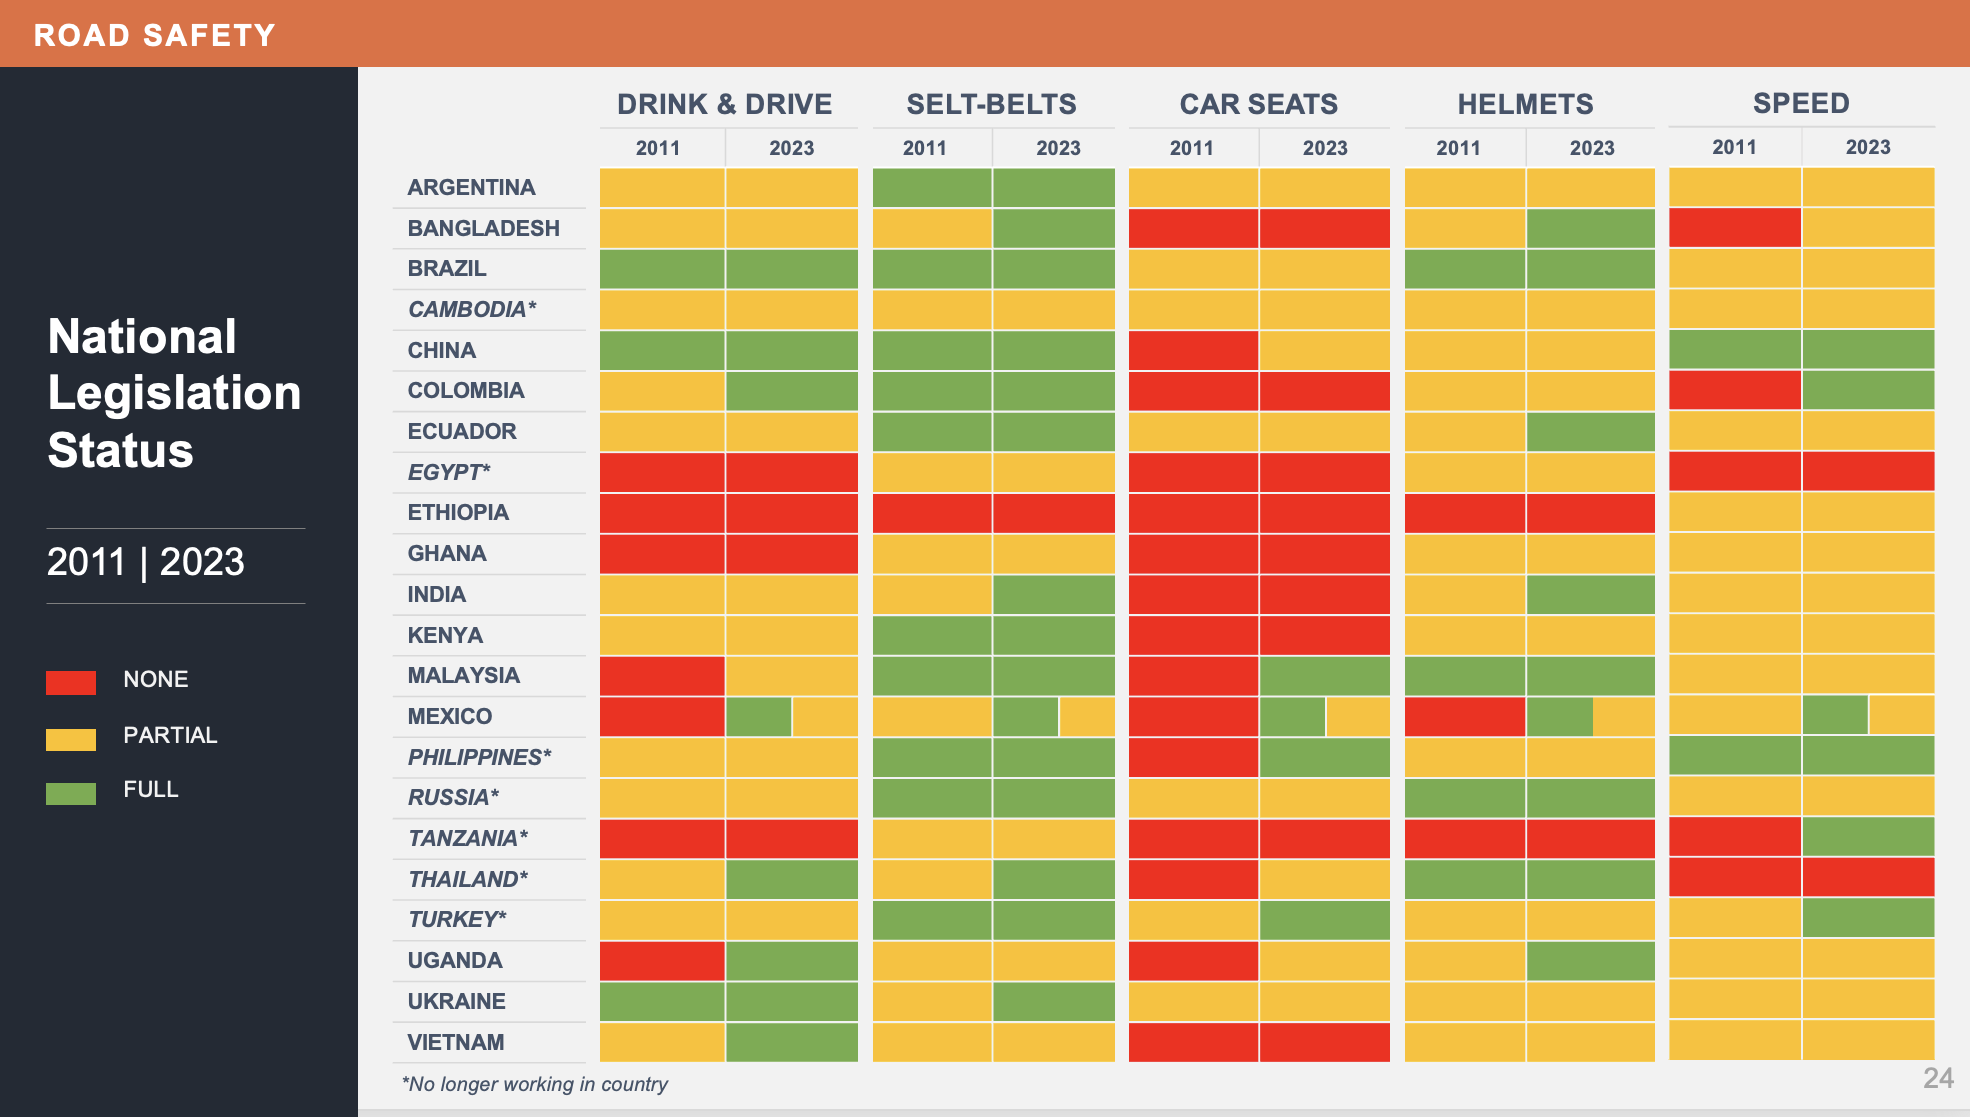 ROAD SAFETY
National
Legislation
Status
2011 | 2023
NONE
PARTIAL
FULL
DRINK & DRIVE SELT-BELTS CAR SEATS HELMETS SPEED
2011 2023 2011 2023 2011 2023 2011 2023 2011 2023
ARGENTINA
BANGLADESH
BRAZIL
CAMBODIA*
CHINA
COLOMBIA
ECUADOR
EGYPT*
ETHIOPIA
GHANA
INDIA
KENYA
MALAYSIA
MEXICO
PHILIPPINES*
RUSSIA*
TANZANIA*
THAILAND*
TURKEY*
UGANDA
UKRAINE
VIETNAM
*No longer working in country
24